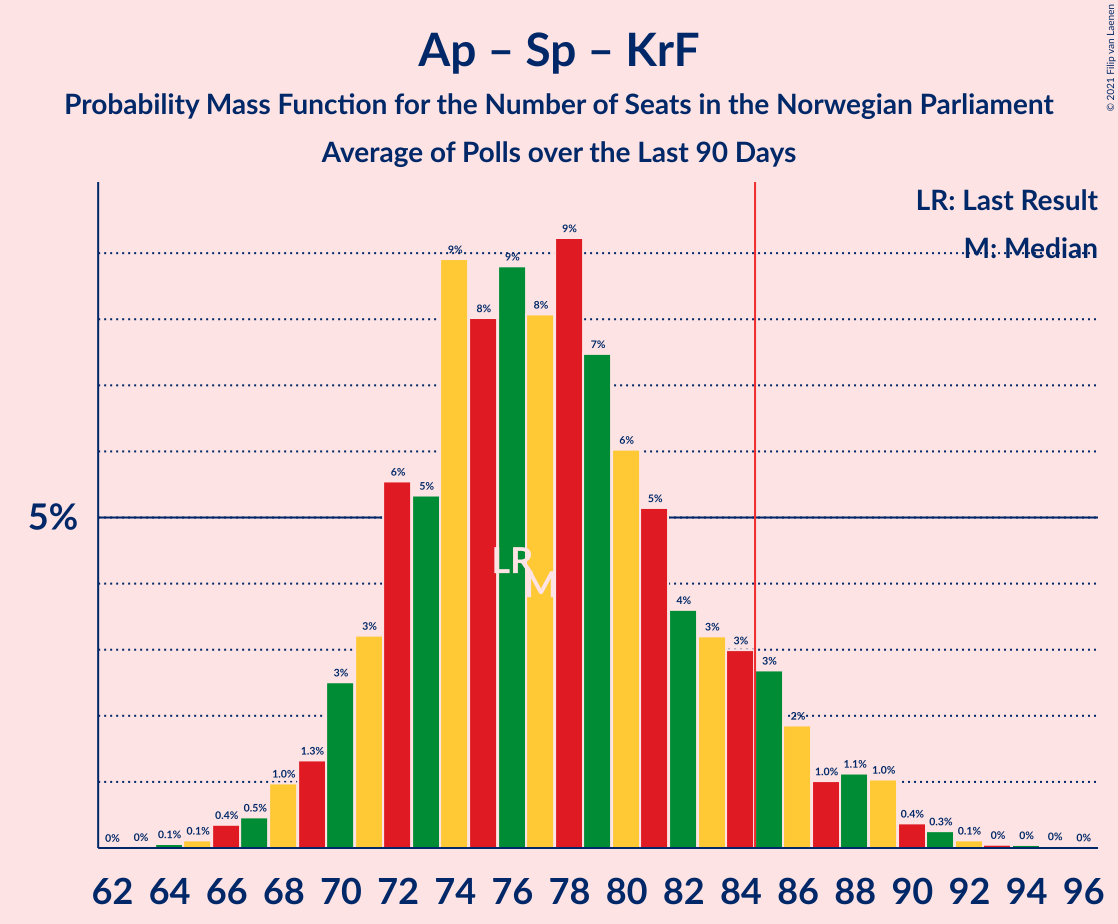 Ap – Sp – KrF
Probability Mass Function for the Number of Seats in the Norwegian Parliament
Average of Polls over the Last 90 Days
© 2021 Filip van Laenen
LR: Last Result
M: Median
5%
0% 0% 0.1% 0.1% 0.4% 0.5% 1.0% 1.3% 3% 3% 6% 5% 9% 8% 9% 8% 9% 7% 6% 5% 4% 3% 3% 3% 2% 1.0% 1.1% 1.0% 0.4% 0.3% 0.1% 0% 0% 0% 0%
LR
M
62 64 66 68 70 72 74 76 78 80 82 84 86 88 90 92 94 96